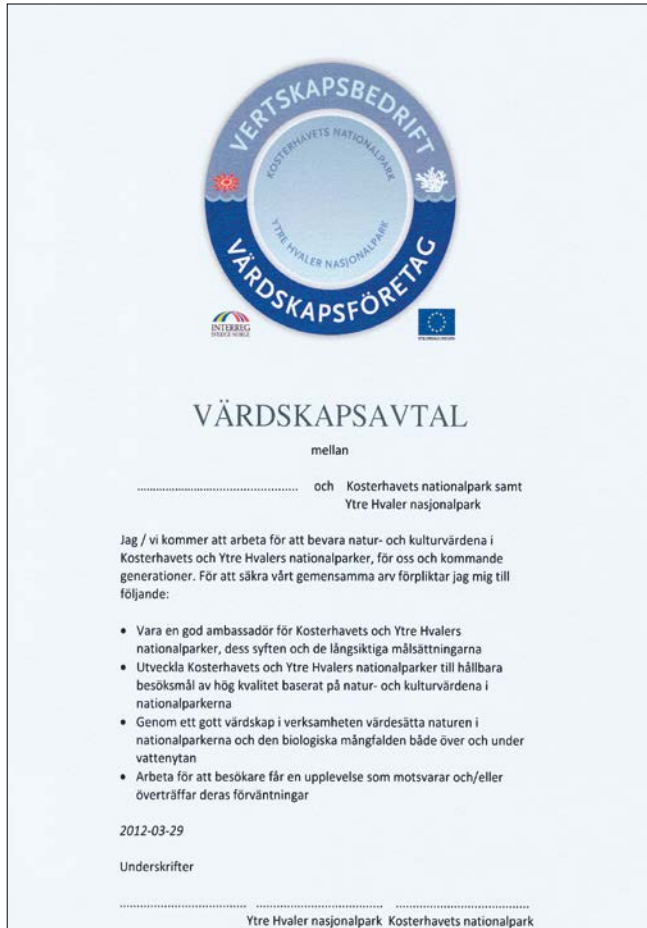 VERTSKAPSBEDRIFT
KOSTERHAVETS NATIONALPARK
YTRE HVALER NASJONALPARK
VÄRDSKAPSFÖRETAG
INTERREG
SVERIGE NORGE
VÄRDSKAPSAVTAL
mellan
................................................ och Kosterhavets nationalpark samt
Ytre Hvaler nasjonalpark
Jag / vi kommer att arbeta för att bevara natur- och kulturvärdena i
Kosterhavets och Ytre Hvalers nationalparker, för oss och kommande
generationer. För att säkra vårt gemensamma arv förpliktar jag mig till
följande:
• Vara en god ambassadör för Kosterhavets och Ytre Hvalers
nationalparker, dess syften och de långsiktiga målsättningarna
• Utveckla Kosterhavets och Ytre Hvalers nationalparker till hållbara
besöksmål av hög kvalitet baserat på natur- och kulturvärdena i
nationalparkerna
• Genom ett gott värdskap i verksamheten värdesätta naturen i
nationalparkerna och den biologiska mångfalden både över och under
vattenytan
• Arbeta för att besökare får en upplevelse som motsvarar och/eller
överträffar deras förväntningar
2012-03-29
Underskrifter
...................................... ...................................... ........................................
Ytre Hvaler nasjonalpark Kosterhavets nationalpark